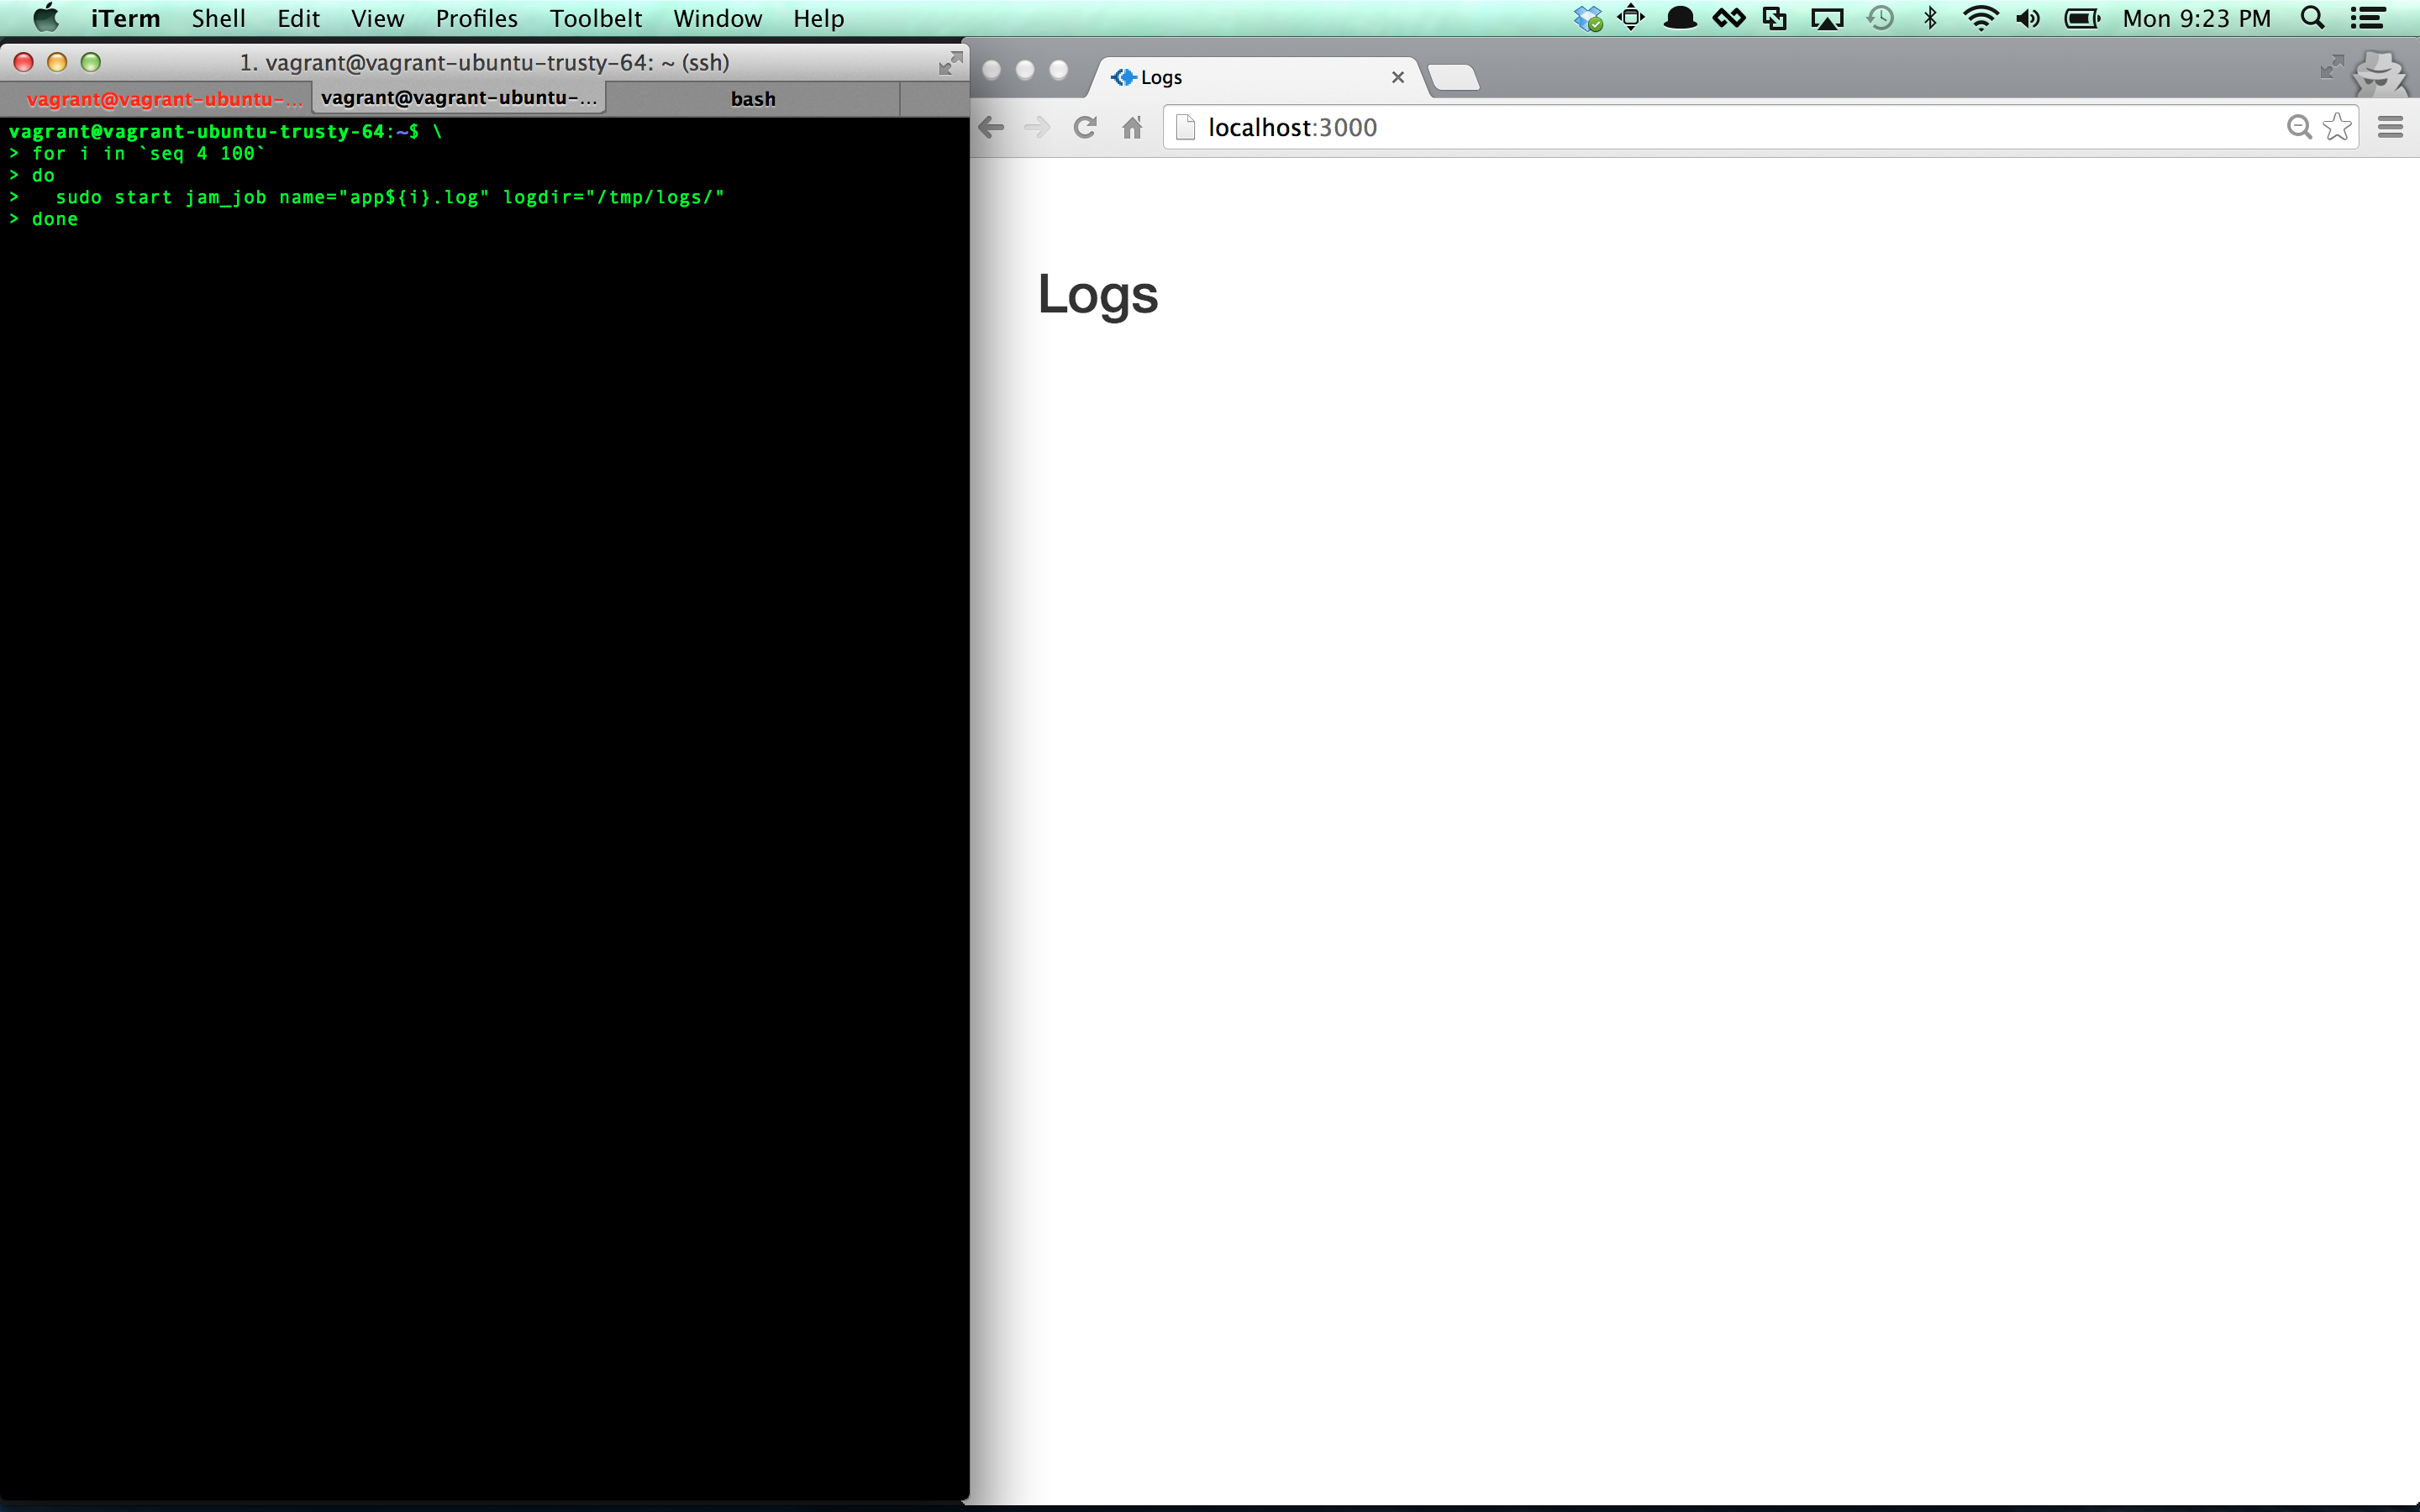 iTerm Shell Edit View Profiles Toolbelt Window Help Mon 9:23 PM
1. vagrant@vagrant-ubuntu-trusty-64: ~ (ssh)
vagrant@vagrant-ubuntu-... vagrant@vagrant-ubuntu-... bash
vagrant@vagrant-ubuntu-trusty-64:~$ \
> for i in `seq 4 100`
> do
>   sudo start jam_job name="app${i}.log" logdir="/tmp/logs/"
> done
Logs
localhost:3000
Logs